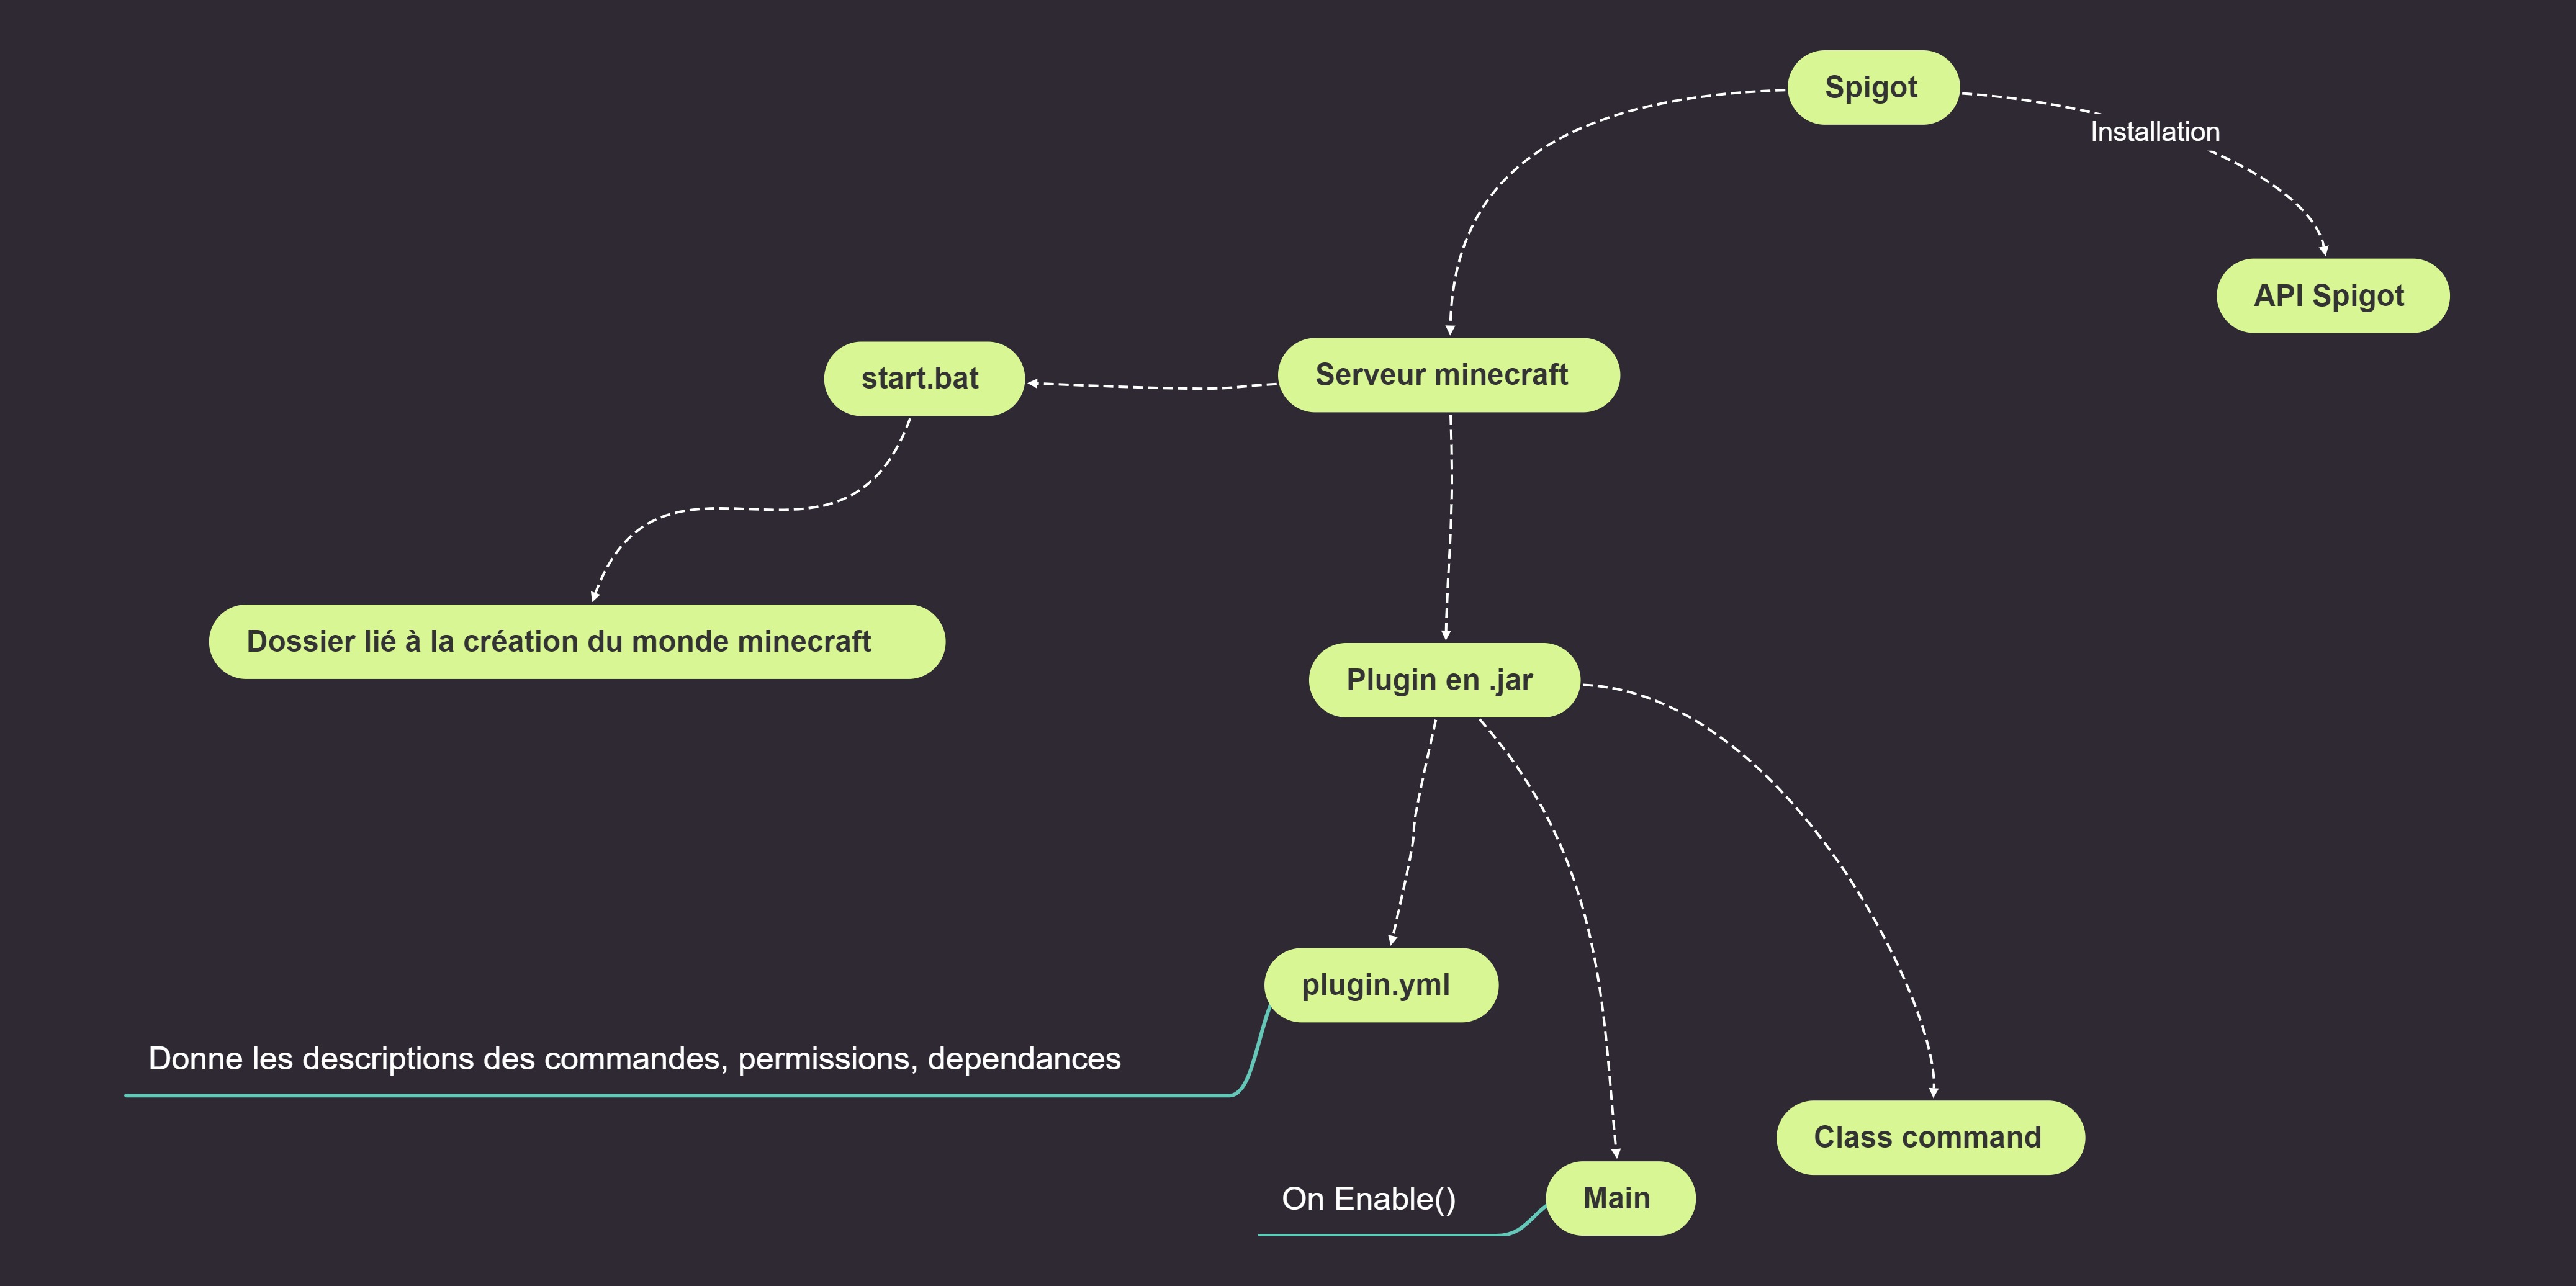 Spigot
Installation
API Spigot
Serveur minecraft
start.bat
Dossier lié à la création du monde minecraft
Plugin en .jar
plugin.yml
Donne les descriptions des commandes, permissions, dependances
Class command
Main
On Enable()